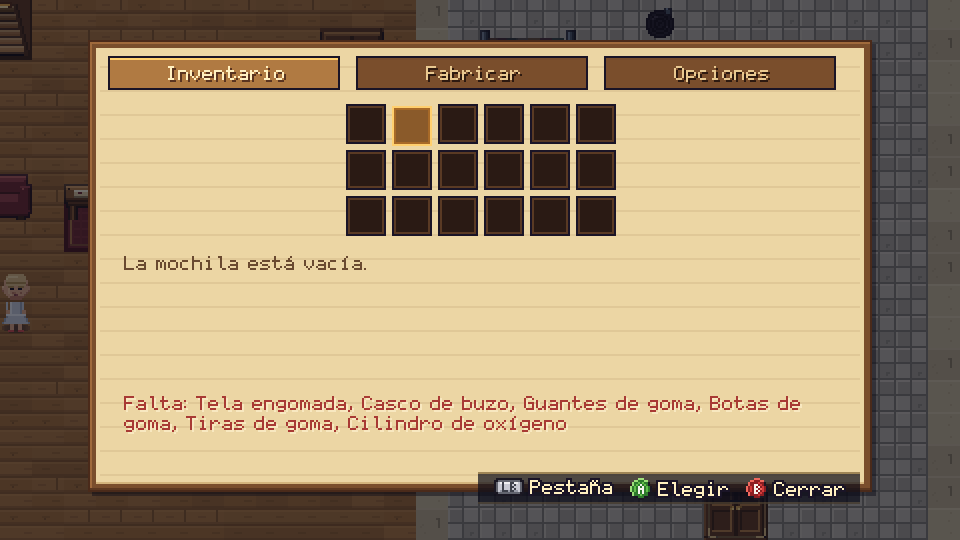 Inventario
Fabricar
Opciones
La mochila está vacía.
Falta: Tela engomada, Casco de buzo, Guantes de goma, Botas de
goma, Tiras de goma, Cilindro de oxígeno
LB Pestaña A Elegir B Cerrar